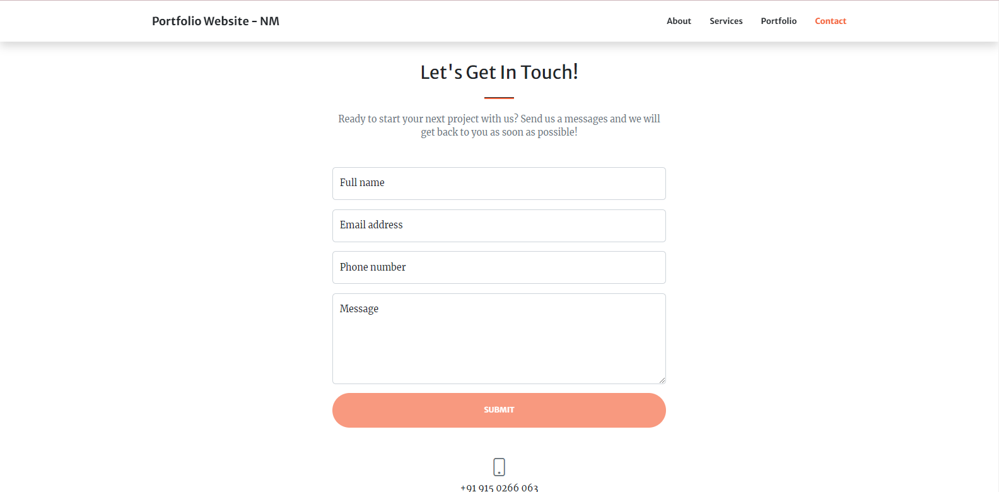 Portfolio Website - NM
About Services Portfolio Contact
Let's Get In Touch!
Ready to start your next project with us? Send us a messages and we will
get back to you as soon as possible!
Full name
Email address
Phone number
Message
SUBMIT
+91 915 0266 063